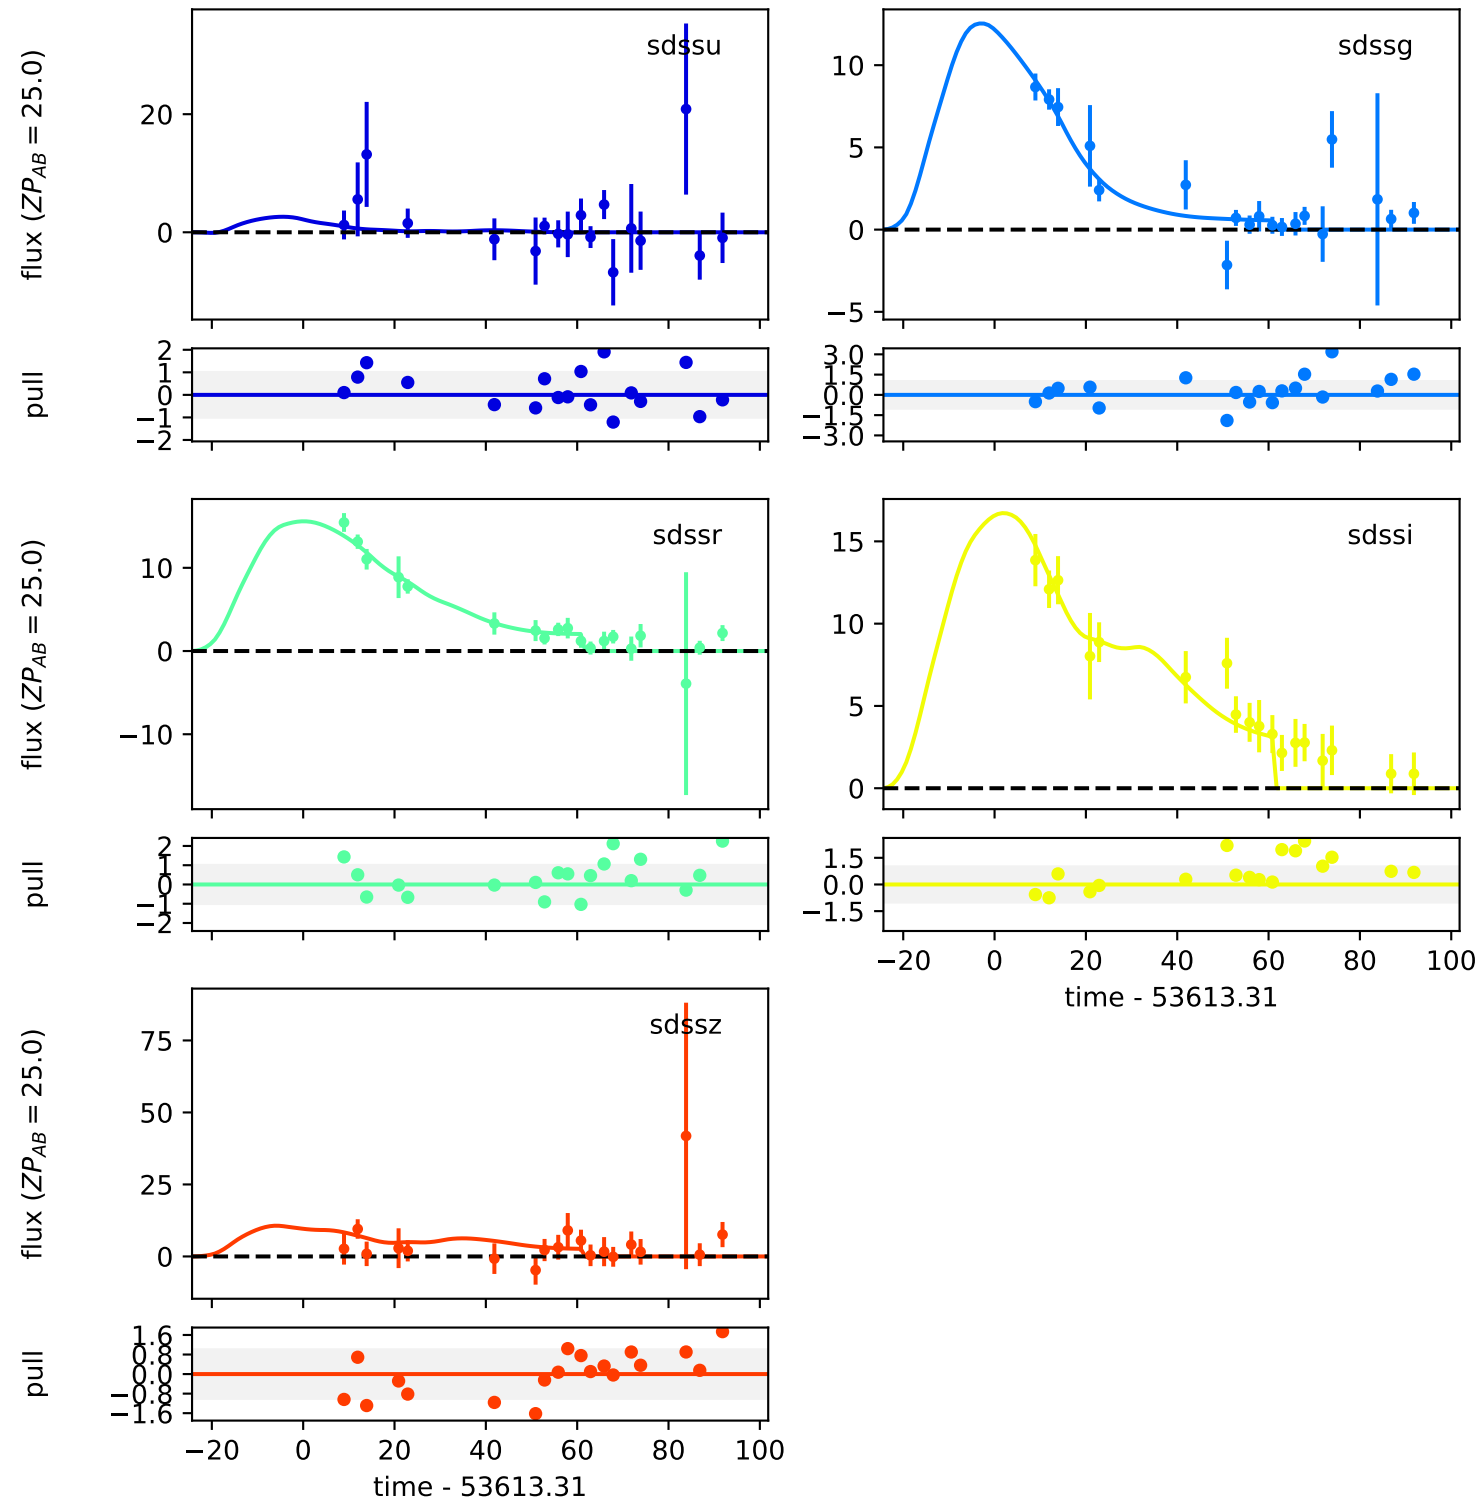 flux (ZP_AB = 25.0)
20
0
sdssu
10
5
0
−5
sdssg
pull
2
1
0
−1
−2
3.0
1.5
0.0
−1.5
−3.0
flux (ZP_AB = 25.0)
10
0
−10
sdssr
15
10
5
0
sdssi
pull
2
1
0
−1
−2
1.5
0.0
−1.5
−20 0 20 40 60 80 100
time - 53613.31
flux (ZP_AB = 25.0)
75
50
25
0
sdssz
pull
1.6
0.8
0.0
−0.8
−1.6
−20 0 20 40 60 80 100
time - 53613.31